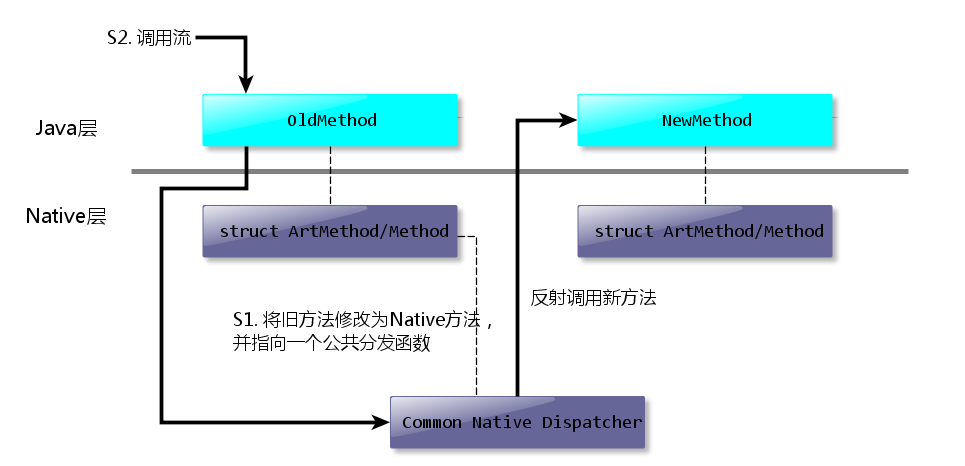 S2. 调用流
Java层
OldMethod
NewMethod
Native层
struct ArtMethod/Method
struct ArtMethod/Method
反射调用新方法
S1. 将旧方法修改为Native方法，
并指向一个公共分发函数
Common Native Dispatcher